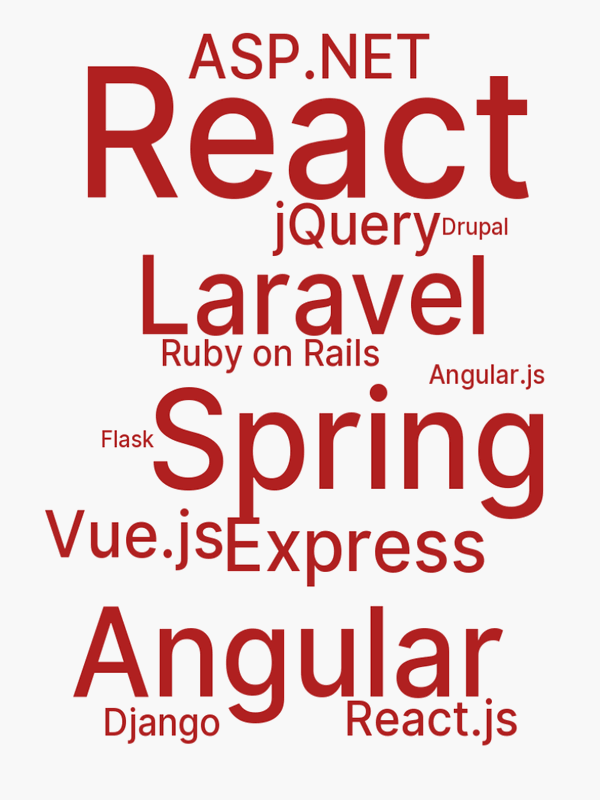 ASP.NET
React
jQuery
Drupal
Laravel
Ruby on Rails
Angular.js
Spring
Flask
Vue.js
Express
Angular
Django
React.js